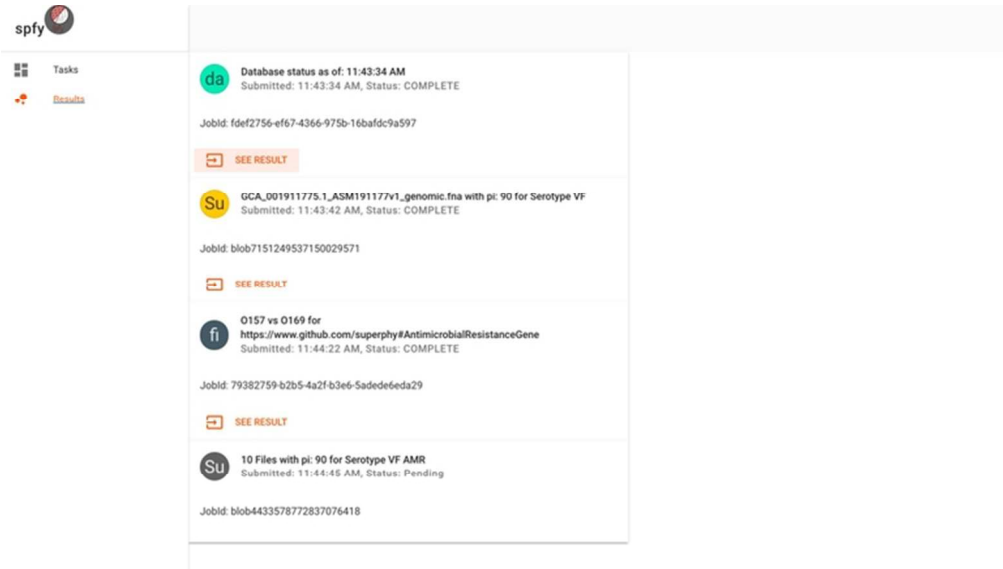 spfy
Tasks
Results
da
Database status as of: 11:43:34 AM
Submitted: 11:43:34 AM, Status: COMPLETE
JobId: fdef2756-ef67-4366-975b-16bafdc9a597
SEE RESULT
Su
GCA_001911775.1_ASM191177v1_genomic.fna with pi: 90 for Serotype VF
Submitted: 11:43:42 AM, Status: COMPLETE
JobId: blob7151249537150029571
SEE RESULT
fi
O157 vs O169 for
https://www.github.com/superphy#AntimicrobialResistanceGene
Submitted: 11:44:22 AM, Status: COMPLETE
JobId: 79382759-b2b5-4a2f-b3e6-5adede6eda29
SEE RESULT
Su
10 Files with pi: 90 for Serotype VF AMR
Submitted: 11:44:45 AM, Status: Pending
JobId: blob4433578772837076418